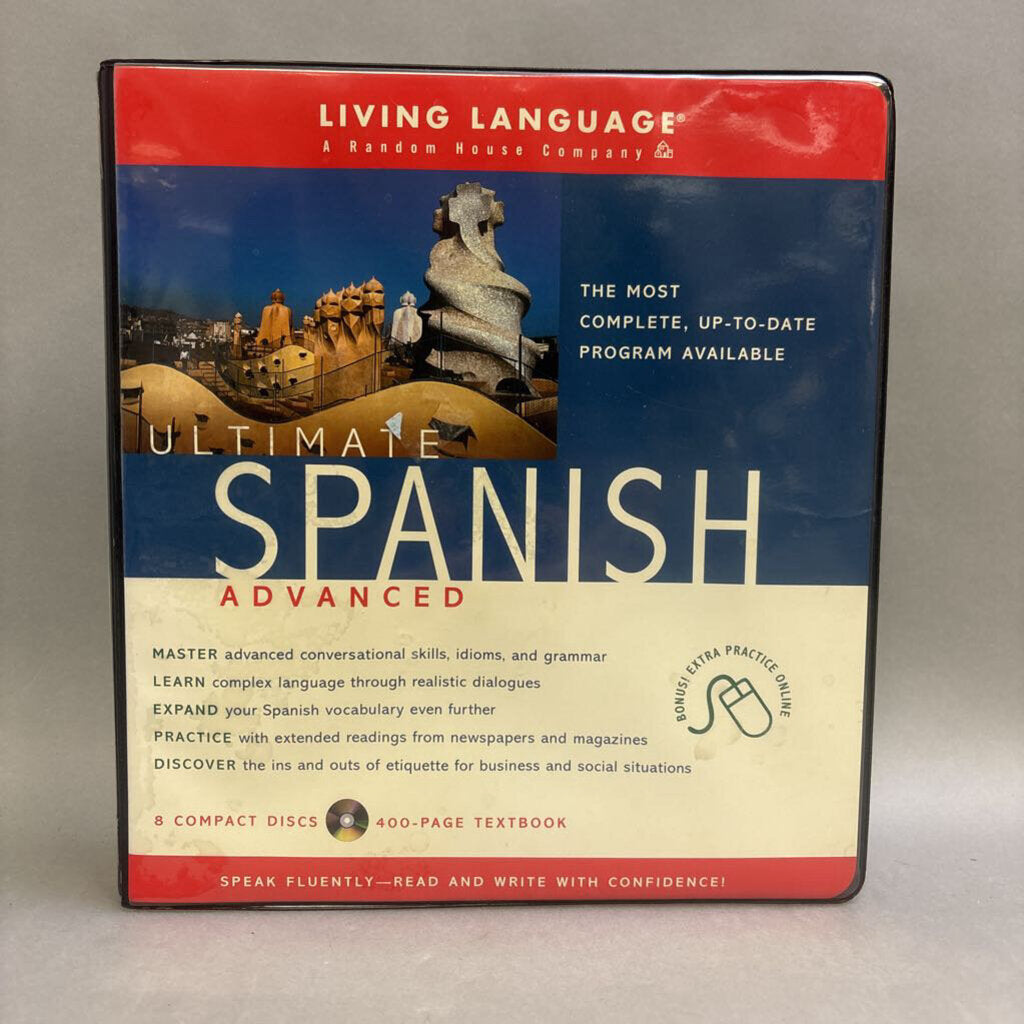 LIVING LANGUAGE®
A Random House Company
THE MOST
COMPLETE, UP-TO-DATE
PROGRAM AVAILABLE
ULTIMATE
SPANISH
ADVANCED
MASTER advanced conversational skills, idioms, and grammar
LEARN complex language through realistic dialogues
EXPAND your Spanish vocabulary even further
PRACTICE with extended readings from newspapers and magazines
DISCOVER the ins and outs of etiquette for business and social situations
BONUS! EXTRA PRACTICE ONLINE
8 COMPACT DISCS 400-PAGE TEXTBOOK
SPEAK FLUENTLY—READ AND WRITE WITH CONFIDENCE!